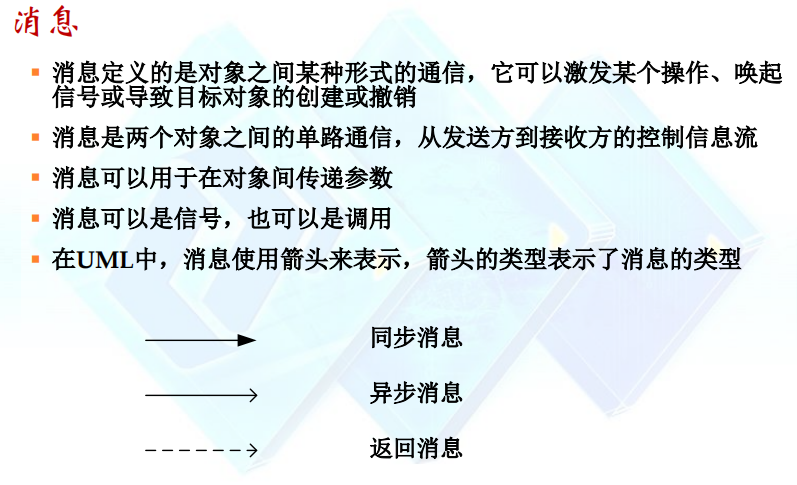 消息
消息定义的是对象之间某种形式的通信，它可以激发某个操作、唤起
信号或导致目标对象的创建或撤销
消息是两个对象之间的单路通信，从发送方到接收方的控制信息流
消息可以用于在对象间传递参数
消息可以是信号，也可以是调用
在UML中，消息使用箭头来表示，箭头的类型表示了消息的类型
同步消息
异步消息
返回消息